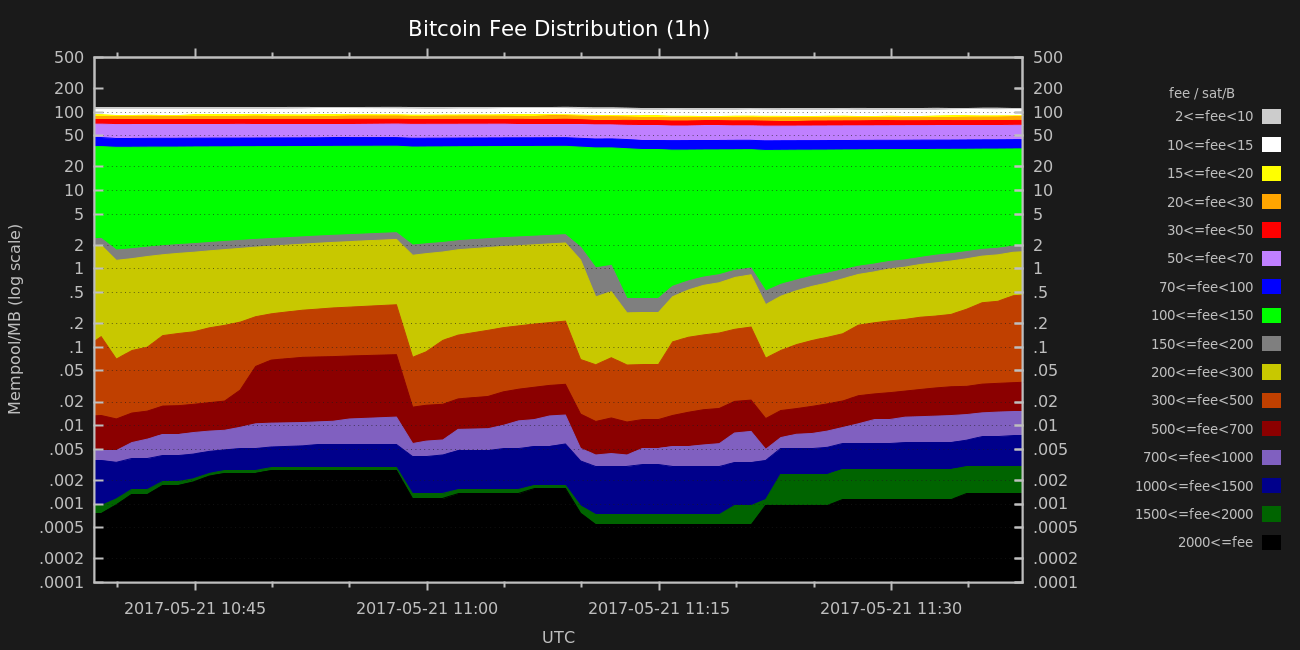 Bitcoin Fee Distribution (1h)
Mempool/MB (log scale)
500
200
100
50
20
10
5
2
1
.5
.2
.1
.05
.02
.01
.005
.002
.001
.0005
.0002
.0001
500
200
100
50
20
10
5
2
1
.5
.2
.1
.05
.02
.01
.005
.002
.001
.0005
.0002
.0001
2017-05-21 10:45
2017-05-21 11:00
2017-05-21 11:15
2017-05-21 11:30
UTC
fee / sat/B
2<=fee<10
10<=fee<15
15<=fee<20
20<=fee<30
30<=fee<50
50<=fee<70
70<=fee<100
100<=fee<150
150<=fee<200
200<=fee<300
300<=fee<500
500<=fee<700
700<=fee<1000
1000<=fee<1500
1500<=fee<2000
2000<=fee